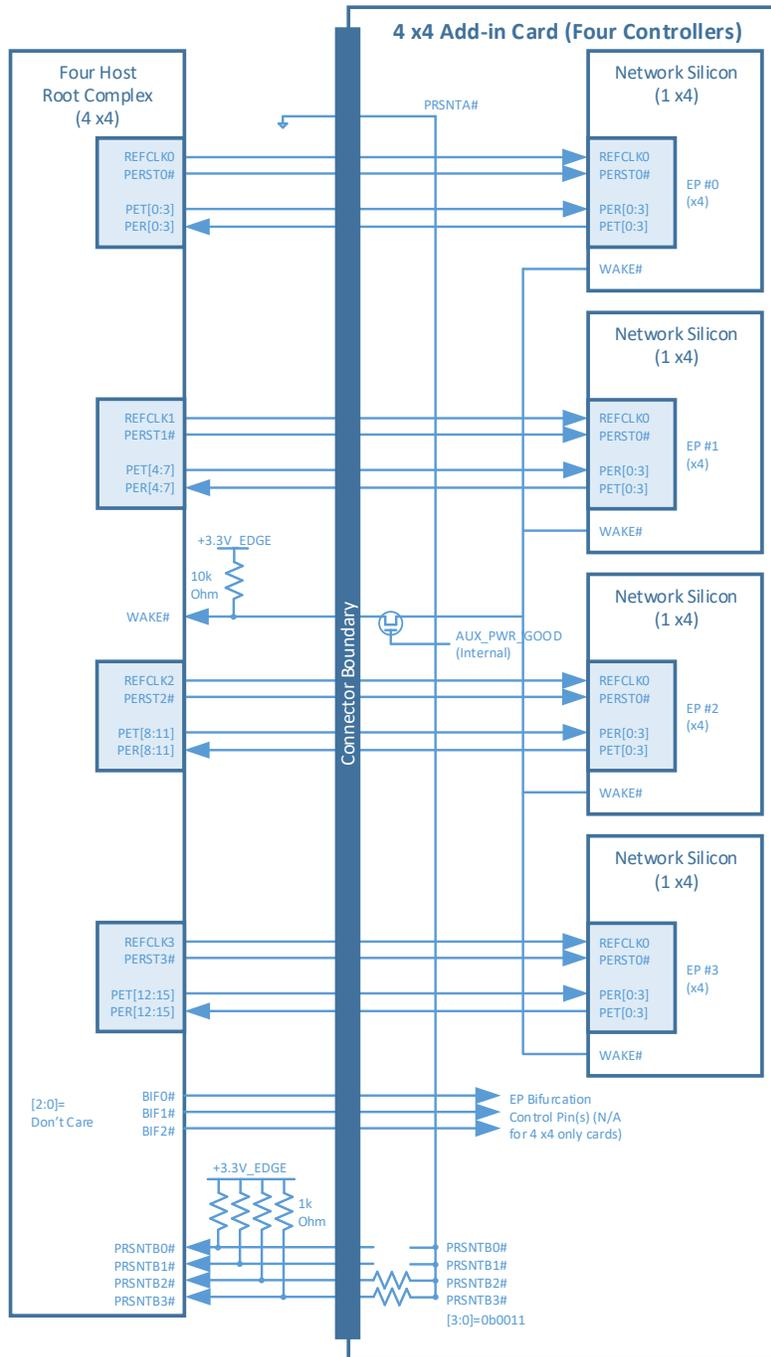 4 x4 Add-in Card (Four Controllers)
Four Host
Root Complex
(4 x4)
Network Silicon
(1 x4)
PRSNTA#
REFCLK0
PERST0#
PET[0:3]
PER[0:3]
REFCLK0
PERST0#
PER[0:3]
PET[0:3]
EP #0
(x4)
WAKE#
Network Silicon
(1 x4)
REFCLK1
PERST1#
PET[4:7]
PER[4:7]
REFCLK0
PERST0#
PER[0:3]
PET[0:3]
EP #1
(x4)
WAKE#
+3.3V_EDGE
10k
Ohm
WAKE#
Connector Boundary
AUX_PWR_GOOD
(Internal)
Network Silicon
(1 x4)
REFCLK2
PERST2#
PET[8:11]
PER[8:11]
REFCLK0
PERST0#
PER[0:3]
PET[0:3]
EP #2
(x4)
WAKE#
Network Silicon
(1 x4)
REFCLK3
PERST3#
PET[12:15]
PER[12:15]
REFCLK0
PERST0#
PER[0:3]
PET[0:3]
EP #3
(x4)
WAKE#
[2:0]=
Don't Care
BIF0#
BIF1#
BIF2#
EP Bifurcation
Control Pin(s) (N/A
for 4 x4 only cards)
+3.3V_EDGE
1k
Ohm
PRSNTB0#
PRSNTB1#
PRSNTB2#
PRSNTB3#
PRSNTB0#
PRSNTB1#
PRSNTB2#
PRSNTB3#
[3:0]=0b0011